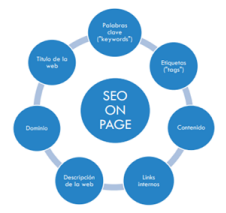 Palabras
clave
("keywords")
Etiquetas
("tags")
Contenido
Links
internos
Descripción
de la web
Dominio
Título de la
web
SEO
ON
PAGE